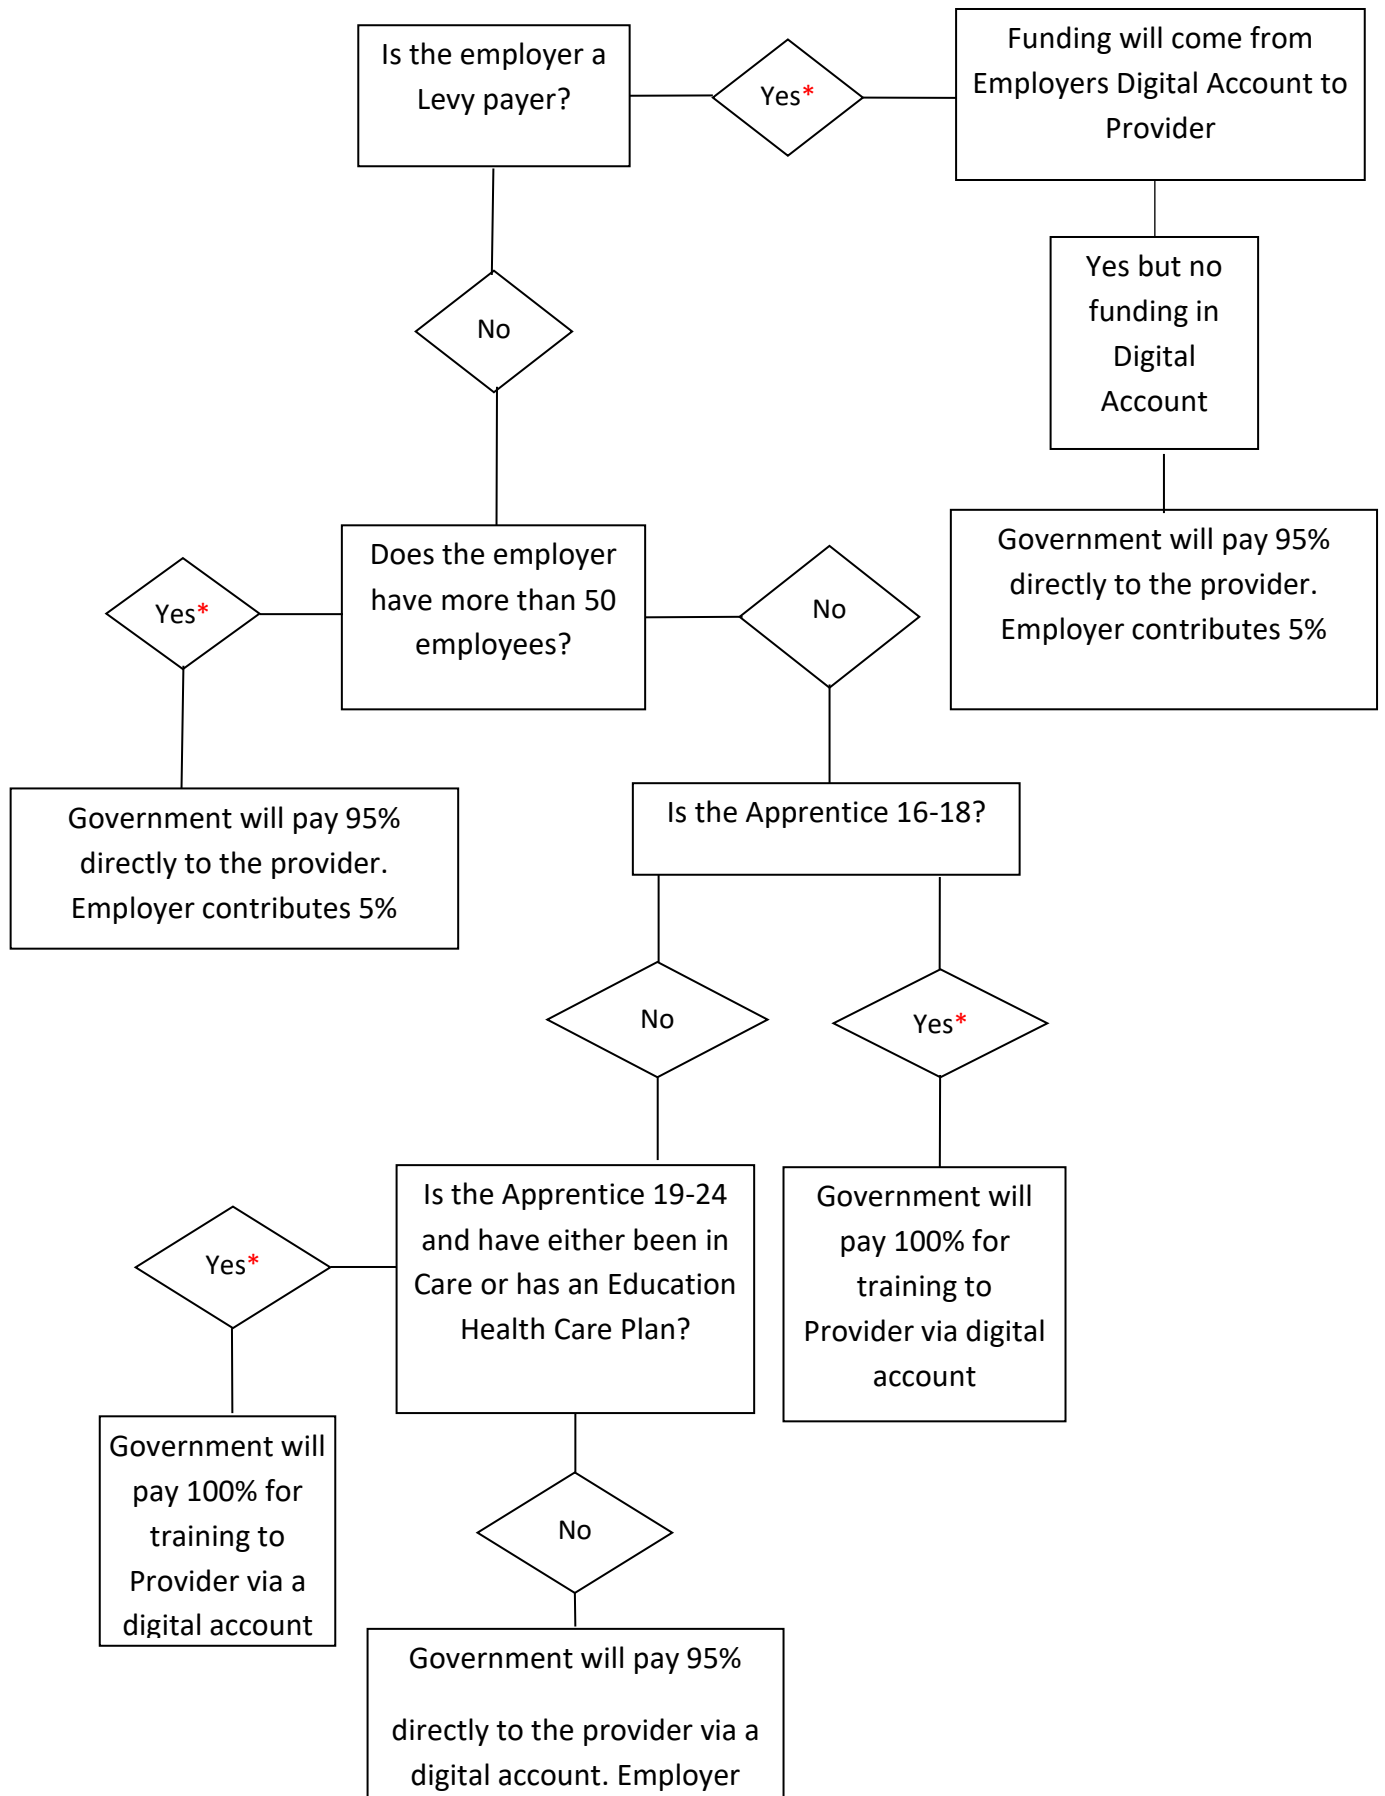 Is the employer a
Levy payer?
Yes*
Funding will come from
Employers Digital Account to
Provider
Yes but no
funding in
Digital
Account
No
Government will pay 95%
directly to the provider.
Employer contributes 5%
Does the employer
have more than 50
employees?
Yes*
No
Government will pay 95%
directly to the provider.
Employer contributes 5%
Is the Apprentice 16-18?
No
Yes*
Is the Apprentice 19-24
and have either been in
Care or has an Education
Health Care Plan?
Government will
pay 100% for
training to
Provider via digital
account
Yes*
Government will
pay 100% for
training to
Provider via a
digital account
No
Government will pay 95%
directly to the provider via a
digital account. Employer